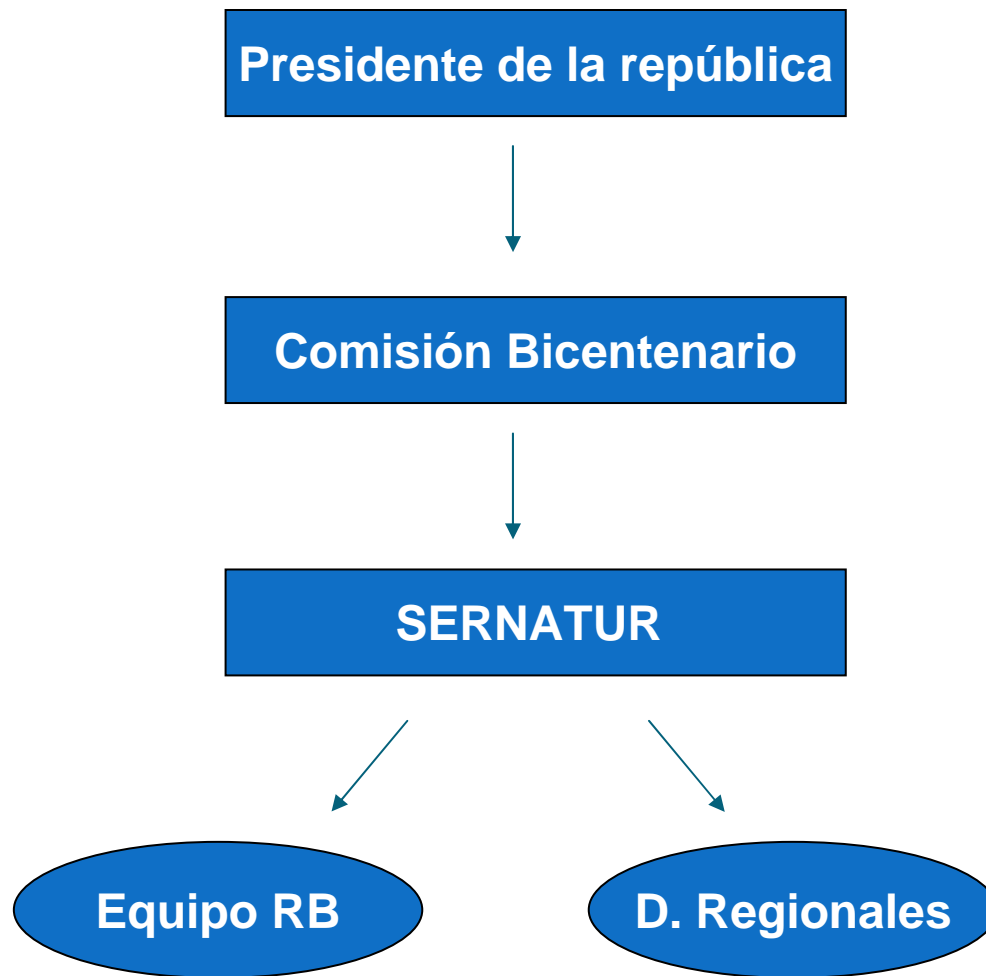 Presidente de la república
Comisión Bicentenario
SERNATUR
Equipo RB
D. Regionales